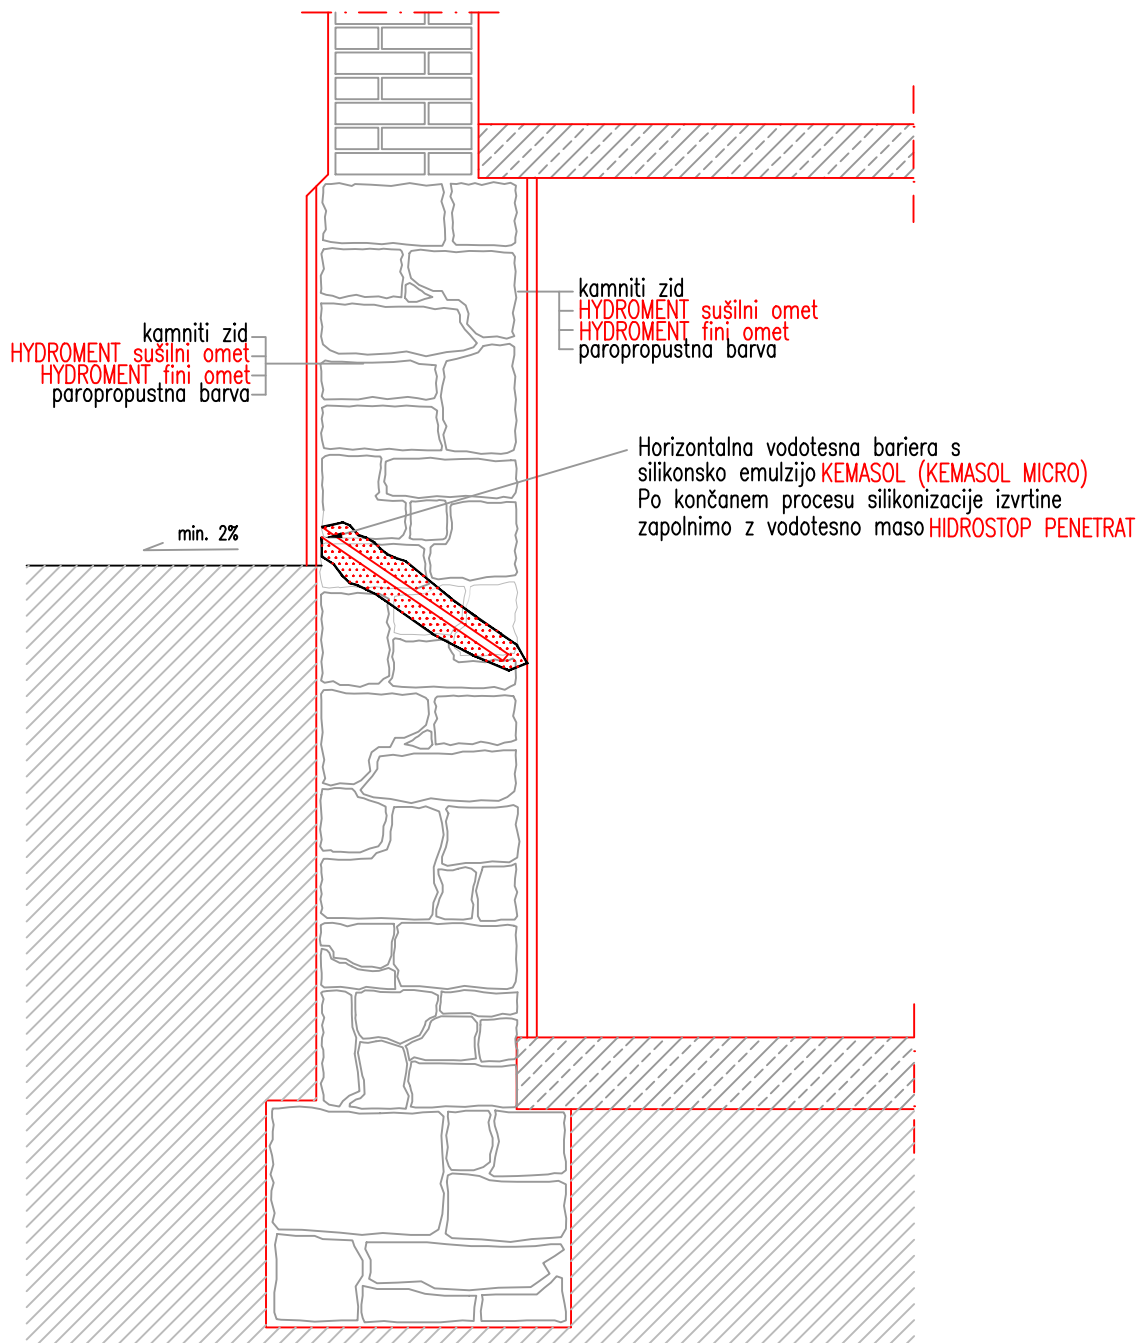 kamniti zid
HYDROMENT sušilni omet
HYDROMENT fini omet
paropropustna barva
kamniti zid
HYDROMENT sušilni omet
HYDROMENT fini omet
paropropustna barva
Horizontalna vodotesna bariera s
silikonsko emulzijo KEMASOL (KEMASOL MICRO)
Po končanem procesu silikonizacije izvrtine
zapolnimo z vodotesno maso HIDROSTOP PENETRAT
min. 2%